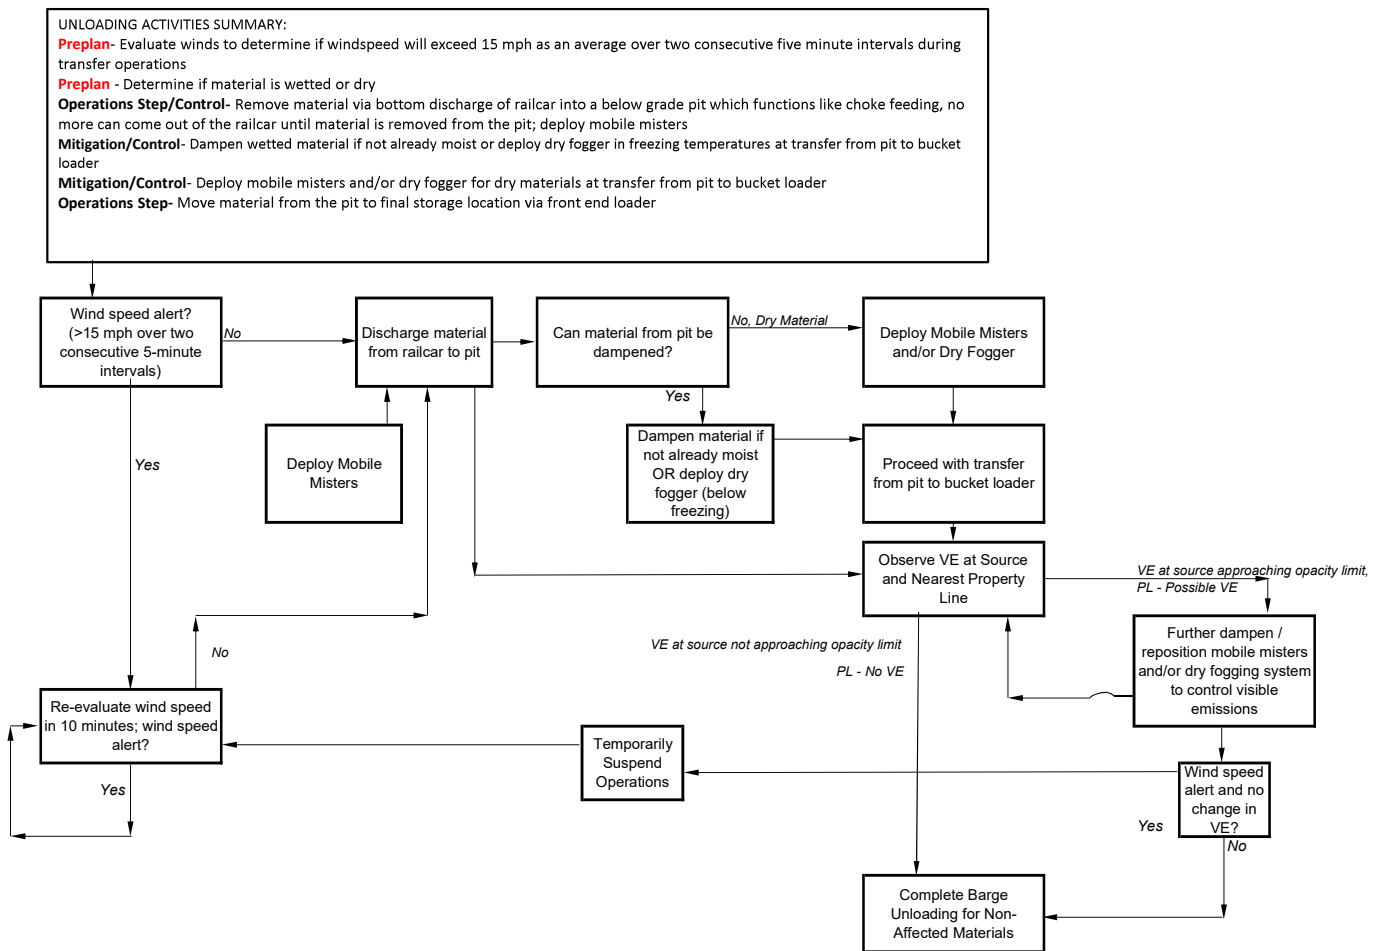 UNLOADING ACTIVITIES SUMMARY:
Preplan- Evaluate winds to determine if windspeed will exceed 15 mph as an average over two consecutive five minute intervals during
transfer operations
Preplan - Determine if material is wetted or dry
Operations Step/Control- Remove material via bottom discharge of railcar into a below grade pit which functions like choke feeding, no
more can come out of the railcar until material is removed from the pit; deploy mobile misters
Mitigation/Control- Dampen wetted material if not already moist or deploy dry fogger in freezing temperatures at transfer from pit to bucket
loader
Mitigation/Control- Deploy mobile misters and/or dry fogger for dry materials at transfer from pit to bucket loader
Operations Step- Move material from the pit to final storage location via front end loader
Wind speed alert?
(>15 mph over two
consecutive 5-minute
intervals)
No
Discharge material
from railcar to pit
Can material from pit be
dampened?
No, Dry Material
Deploy Mobile Misters
and/or Dry Fogger
Yes
Yes
Deploy Mobile
Misters
Dampen material if
not already moist
OR deploy dry
fogger (below
freezing)
Proceed with transfer
from pit to bucket loader
Observe VE at Source
and Nearest Property
Line
VE at source approaching opacity limit,
PL - Possible VE
VE at source not approaching opacity limit
PL - No VE
Further dampen /
reposition mobile misters
and/or dry fogging system
to control visible
emissions
No
Re-evaluate wind speed
in 10 minutes; wind speed
alert?
Yes
Temporarily
Suspend
Operations
Wind speed
alert and no
change in
VE?
Yes
No
Complete Barge
Unloading for Non-
Affected Materials